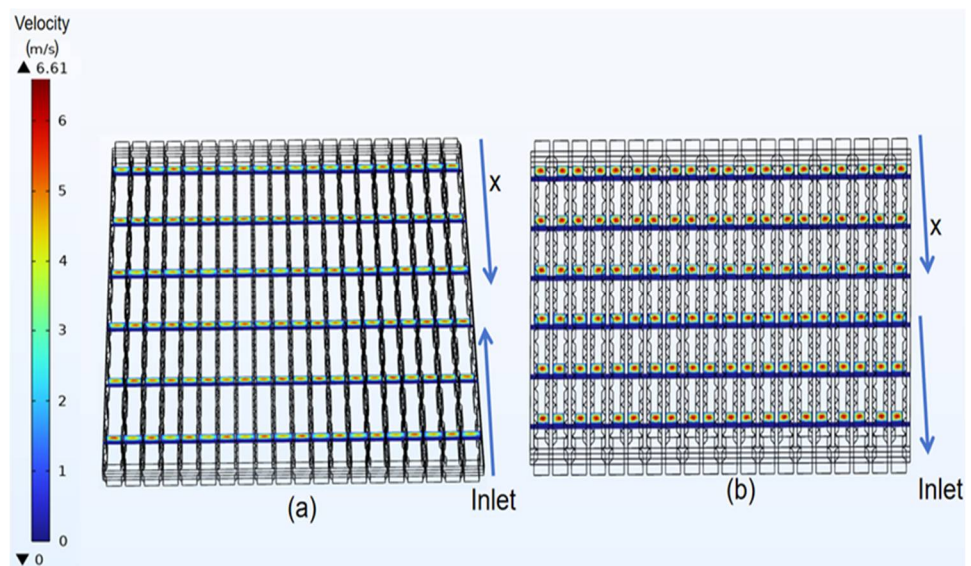 Velocity
(m/s)
▲ 6.61
6
5
4
3
2
1
0
▼ 0
x
Inlet
(a)
x
Inlet
(b)